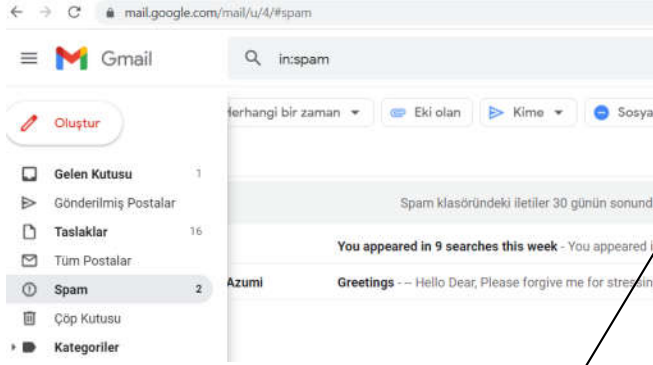 mail.google.com/mail/u/4/#spam
Gmail
in:spam
Oluştur
Herhangi bir zaman
Eki olan
Kime
Sosya
Gelen Kutusu 1
Gönderilmiş Postalar
Spam klasöründeki iletiler 30 günün sonund
Taslaklar 16
You appeared in 9 searches this week - You appeared i
Tüm Postalar
Spam 2
Azumi Greetings - -- Hello Dear, Please forgive me for stressin
Çöp Kutusu
Kategoriler